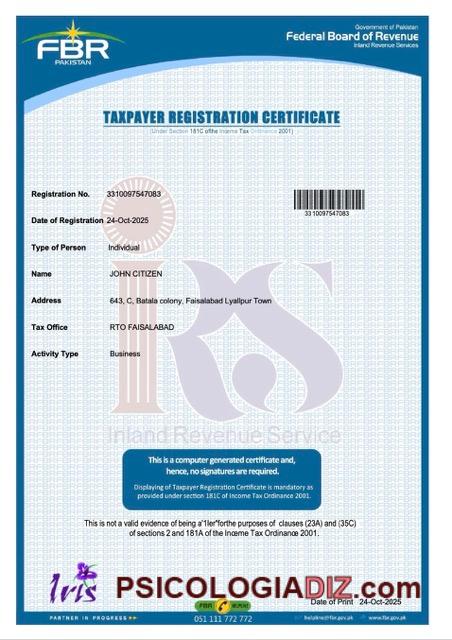 FBR
PAKISTAN
Government of Pakistan
Federal Board of Revenue
Inland Revenue Services
TAXPAYER REGISTRATION CERTIFICATE
(Under Section 181C ofthe Income Tax Ordinance 2001)
Registration No. 3310097547083
3310097547083
Date of Registration 24-Oct-2025
Type of Person Individual
Name JOHN CITIZEN
Address 643, C, Batala colony, Faisalabad Lyallpur Town
Tax Office RTO FAISALABAD
Activity Type Business
IRS
Inland Revenue Service
This is a computer generated certificate and,
hence, no signatures are required.
Displaying of Taxpayer Registration Certificate is mandatory as
provided under section 181C of Income Tax Ordinance 2001.
This is not a valid evidence of being a"1ler"forthe purposes of clauses (23A) and (35C)
of sections 2 and 181A of the Income Tax Ordinance 2001.
Iris
PSICOLOGIADIZ.com
Date of Print 24-Oct-2025
PARTNER IN PROGRESS
FBR
051 111 772 772
helpline@fbr.gov.pk
www.fbr.gov.pk